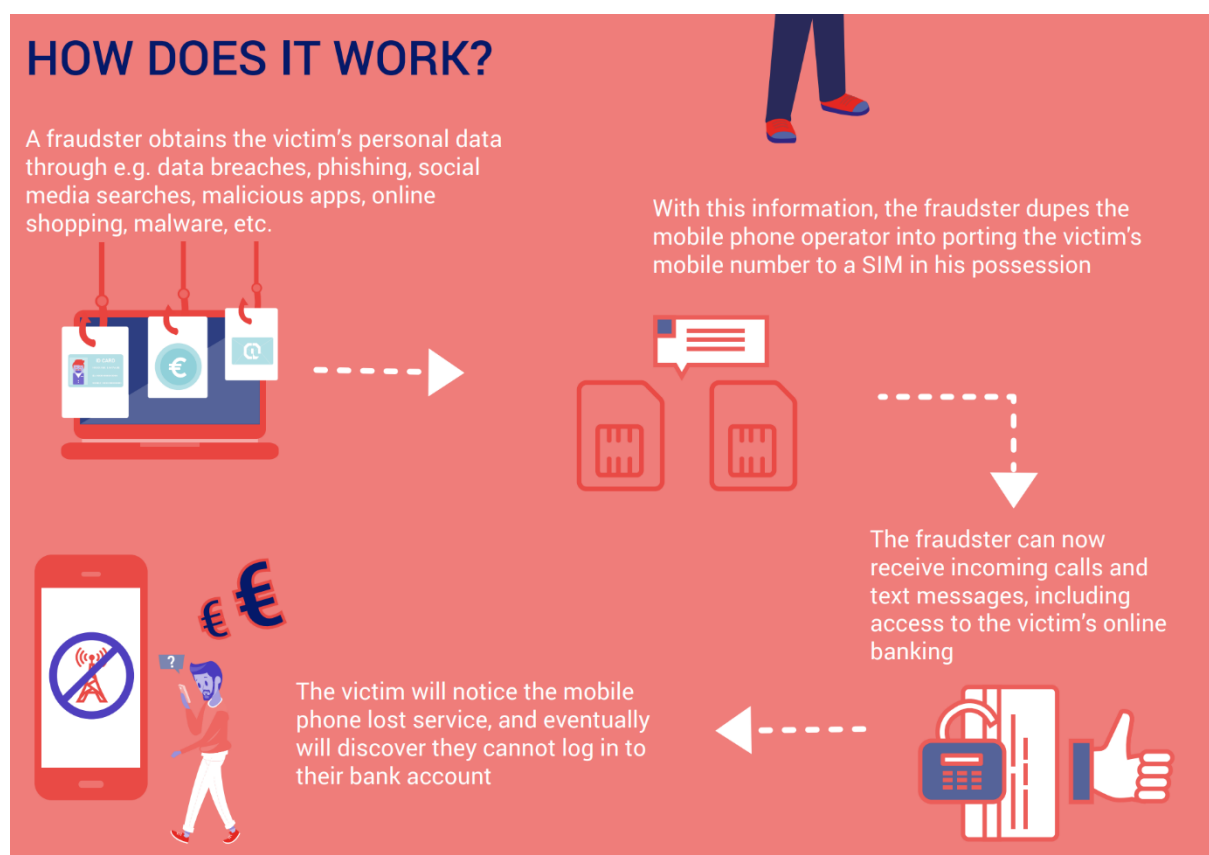 HOW DOES IT WORK?
A fraudster obtains the victim's personal data
through e.g. data breaches, phishing, social
media searches, malicious apps, online
shopping, malware, etc.
With this information, the fraudster dupes the
mobile phone operator into porting the victim's
mobile number to a SIM in his possession
ID CARD
€
@
The fraudster can now
receive incoming calls and
text messages, including
access to the victim's online
banking
€ €
?
The victim will notice the mobile
phone lost service, and eventually
will discover they cannot log in to
their bank account